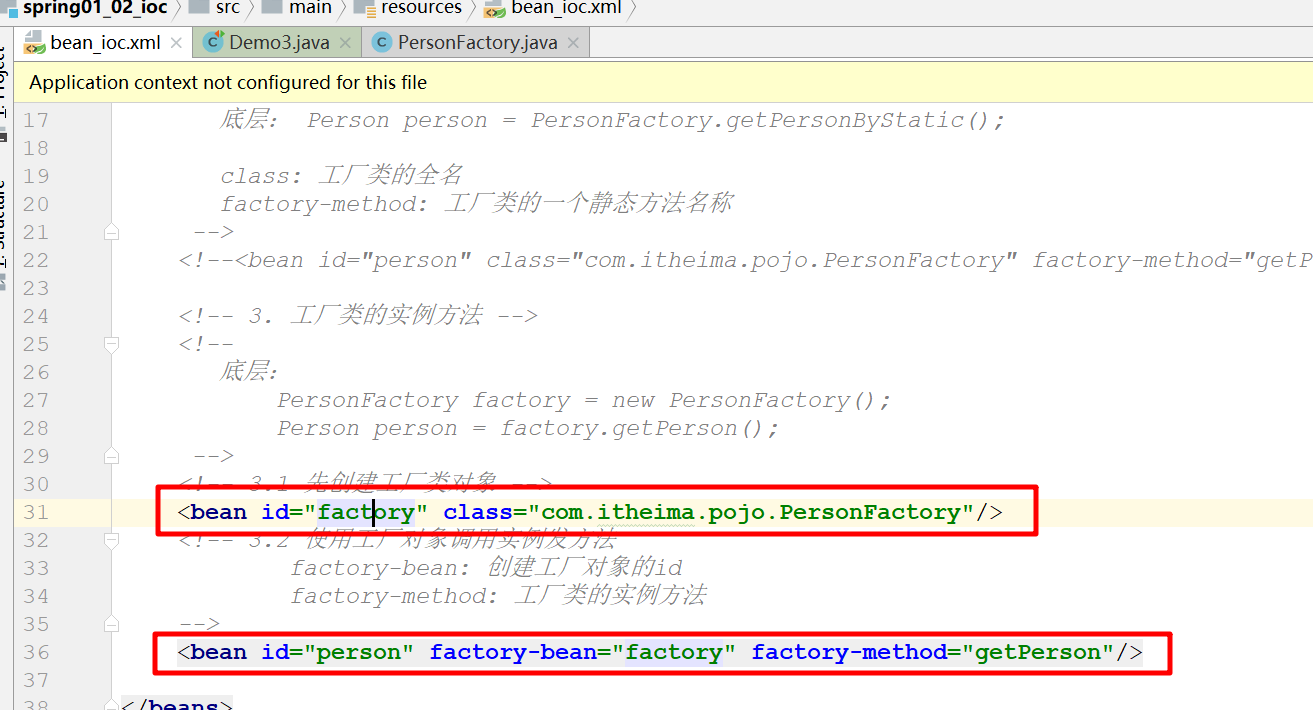 spring01_02_ioc src main resources bean_ioc.xml
bean_ioc.xml Demo3.java PersonFactory.java
Application context not configured for this file
17 底层: Person person = PersonFactory.getPersonByStatic();
18
19 class: 工厂类的全名
20 factory-method: 工厂类的一个静态方法名称
21 -->
22 <!--<bean id="person" class="com.itheima.pojo.PersonFactory" factory-method="getP
23
24 <!-- 3. 工厂类的实例方法 -->
25 <!--
26 底层:
27 PersonFactory factory = new PersonFactory();
28 Person person = factory.getPerson();
29 -->
30 <!-- 3.1 先创建工厂类对象 -->
31 <bean id="factory" class="com.itheima.pojo.PersonFactory"/>
32 <!-- 3.2 使用工厂对象调用实例发方法
33 factory-bean: 创建工厂对象的id
34 factory-method: 工厂类的实例方法
35 -->
36 <bean id="person" factory-bean="factory" factory-method="getPerson"/>
37
38 </beans>